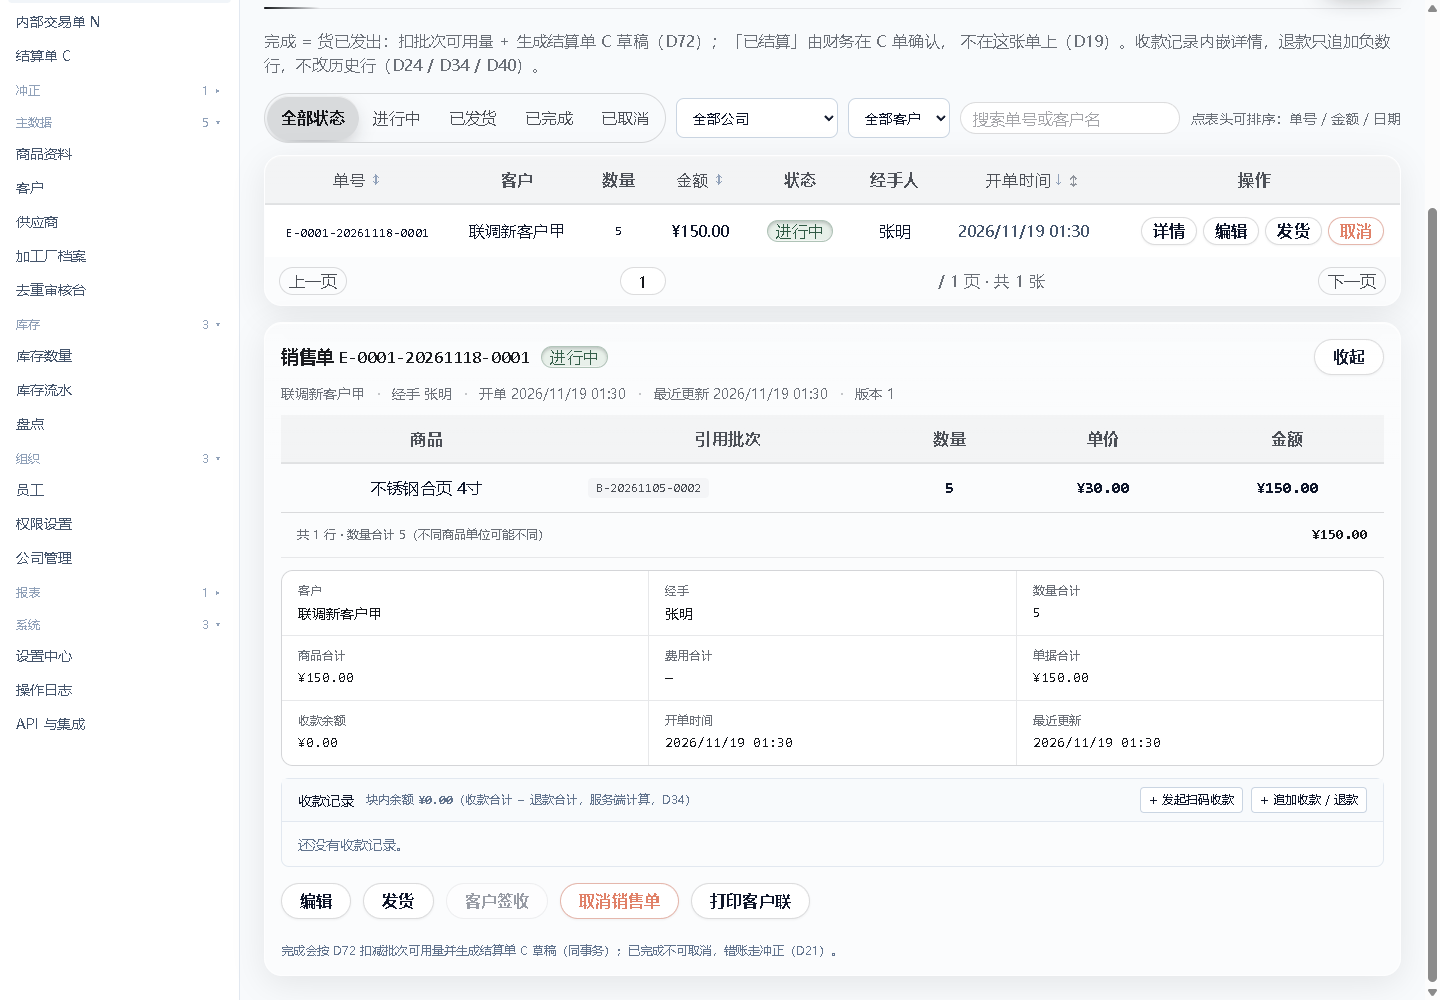 内部交易单 N
结算单 C
冲正 1
主数据 5
商品资料
客户
供应商
加工厂档案
去重审核台
库存 3
库存数量
库存流水
盘点
组织 3
员工
权限设置
公司管理
报表 1
系统 3
设置中心
操作日志
API 与集成
完成 = 货已发出：扣批次可用量 + 生成结算单 C 草稿（D72）；「已结算」由财务在 C 单确认，不在这张单上（D19）。收款记录内嵌详情，退款只追加负数
行，不改历史行（D24 / D34 / D40）。
全部状态 进行中 已发货 已完成 已取消 全部公司 全部客户 搜索单号或客户名 点表头可排序：单号 / 金额 / 日期
单号 ↕ 客户 数量 金额 ↕ 状态 经手人 开单时间 ↓ ↕ 操作
E-0001-20261118-0001 联调新客户甲 5 ¥150.00 进行中 张明 2026/11/19 01:30 详情 编辑 发货 取消
上一页 1 / 1 页 · 共 1 张 下一页
销售单 E-0001-20261118-0001 进行中 收起
联调新客户甲 · 经手 张明 · 开单 2026/11/19 01:30 · 最近更新 2026/11/19 01:30 · 版本 1
商品 引用批次 数量 单价 金额
不锈钢合页 4寸 B-20261105-0002 5 ¥30.00 ¥150.00
共 1 行 · 数量合计 5（不同商品单位可能不同） ¥150.00
客户 经手 数量合计
联调新客户甲 张明 5
商品合计 费用合计 单据合计
¥150.00 — ¥150.00
收款余额 开单时间 最近更新
¥0.00 2026/11/19 01:30 2026/11/19 01:30
收款记录 块内余额 ¥0.00（收款合计 − 退款合计，服务端计算，D34） + 发起扫码收款 + 追加收款 / 退款
还没有收款记录。
编辑 发货 客户签收 取消销售单 打印客户联
完成会按 D72 扣减批次可用量并生成结算单 C 草稿（同事务）；已完成不可取消，错账走冲正（D21）。